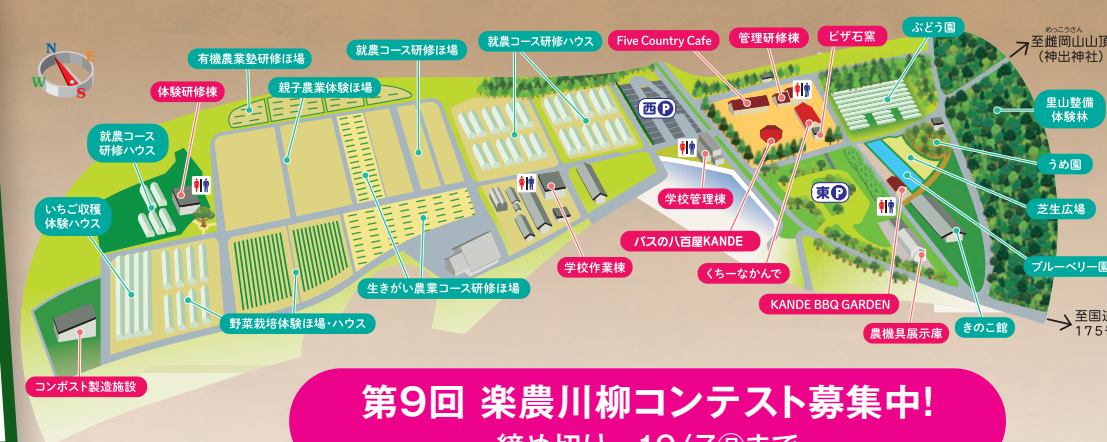 N
E
W
S
有機農業塾研修ほ場
就農コース研修ほ場
就農コース研修ハウス
Five Country Cafe
管理研修棟
ピザ石窯
ぶどう園
めっこうさん
至雌岡山山頂
(神出神社)
体験研修棟
親子農業体験ほ場
里山整備
体験林
就農コース
研修ハウス
西P
うめ園
いちご収穫
体験ハウス
学校管理棟
東P
芝生広場
バスの八百屋KANDE
学校作業棟
くちーなかんで
ブルーベリー園
生きがい農業コース研修ほ場
KANDE BBQ GARDEN
野菜栽培体験ほ場・ハウス
農機具展示庫
きのこ館
至国道
175号
コンポスト製造施設
第9回 楽農川柳コンテスト募集中!